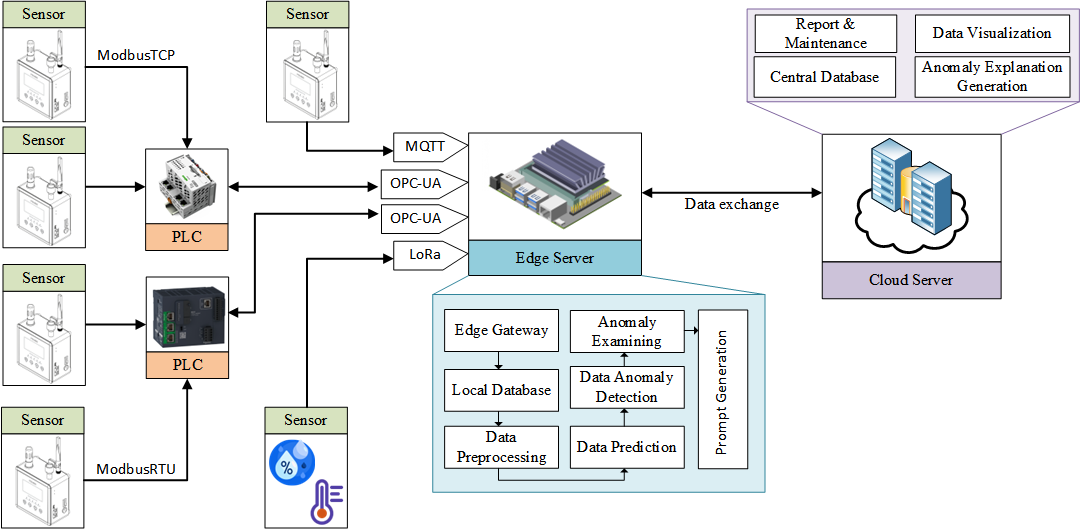 Sensor
Sensor
ModbusTCP
Sensor
PLC
Sensor
PLC
Sensor
ModbusRTU
Sensor
%
MQTT
OPC-UA
OPC-UA
LoRa
Edge Server
Data exchange
Report &
Maintenance
Data Visualization
Central Database
Anomaly Explanation
Generation
Cloud Server
Edge Gateway
Local Database
Data
Preprocessing
Data Prediction
Data Anomaly
Detection
Anomaly
Examining
Prompt Generation